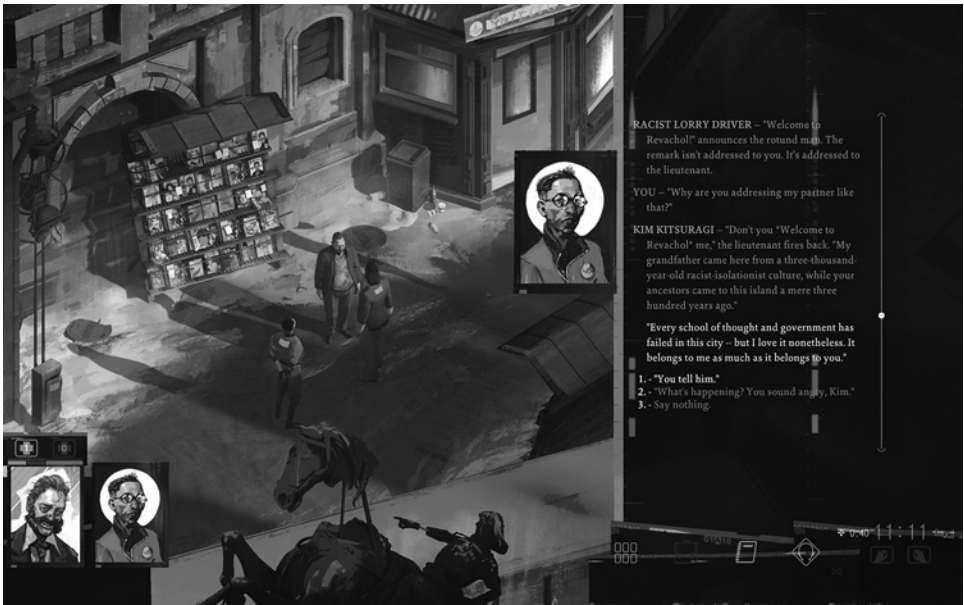 RACIST LORRY DRIVER – "Welcome to
Revachol!" announces the rotund man. The
remark isn't addressed to you. It's addressed to
the lieutenant.
YOU – "Why are you addressing my partner like
that?"
KIM KITSURAGI – "Don't you *Welcome to
Revachol* me," the lieutenant fires back. "My
grandfather came here from a three-thousand-
year-old racist-isolationist culture, while your
ancestors came to this island a mere three
hundred years ago."
"Every school of thought and government has
failed in this city – but I love it nonetheless. It
belongs to me as much as it belongs to you."
1. - "You tell him."
2. - "What's happening? You sound angry, Kim."
3. - Say nothing.
0:40
11:11